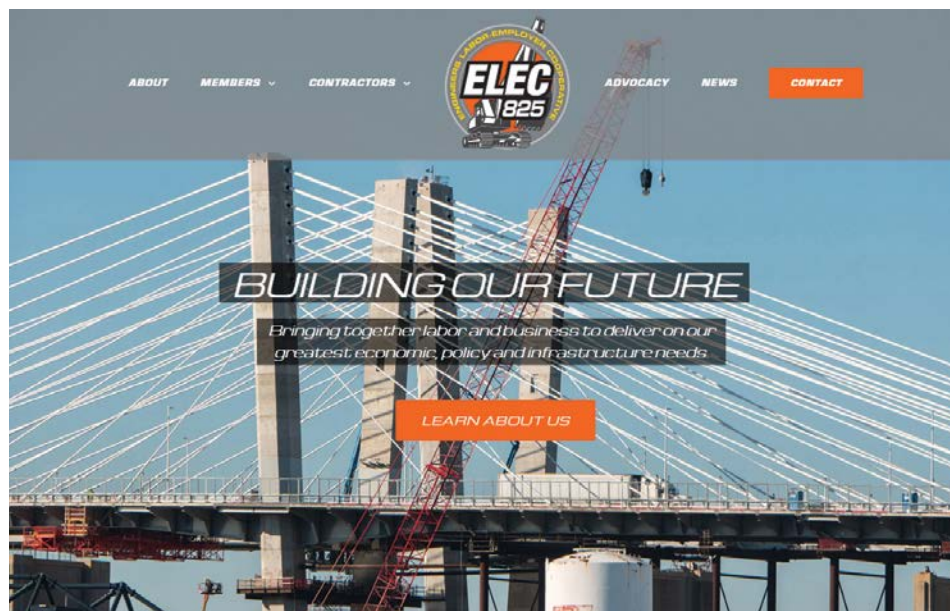 ABOUT
MEMBERS
CONTRACTORS
ENGINEERS LABOR-EMPLOYER COOPERATIVE
ELEC
825
ADVOCACY
NEWS
CONTACT
BUILDING OUR FUTURE
Bringing together labor and business to deliver on our
greatest economic, policy and infrastructure needs
LEARN ABOUT US